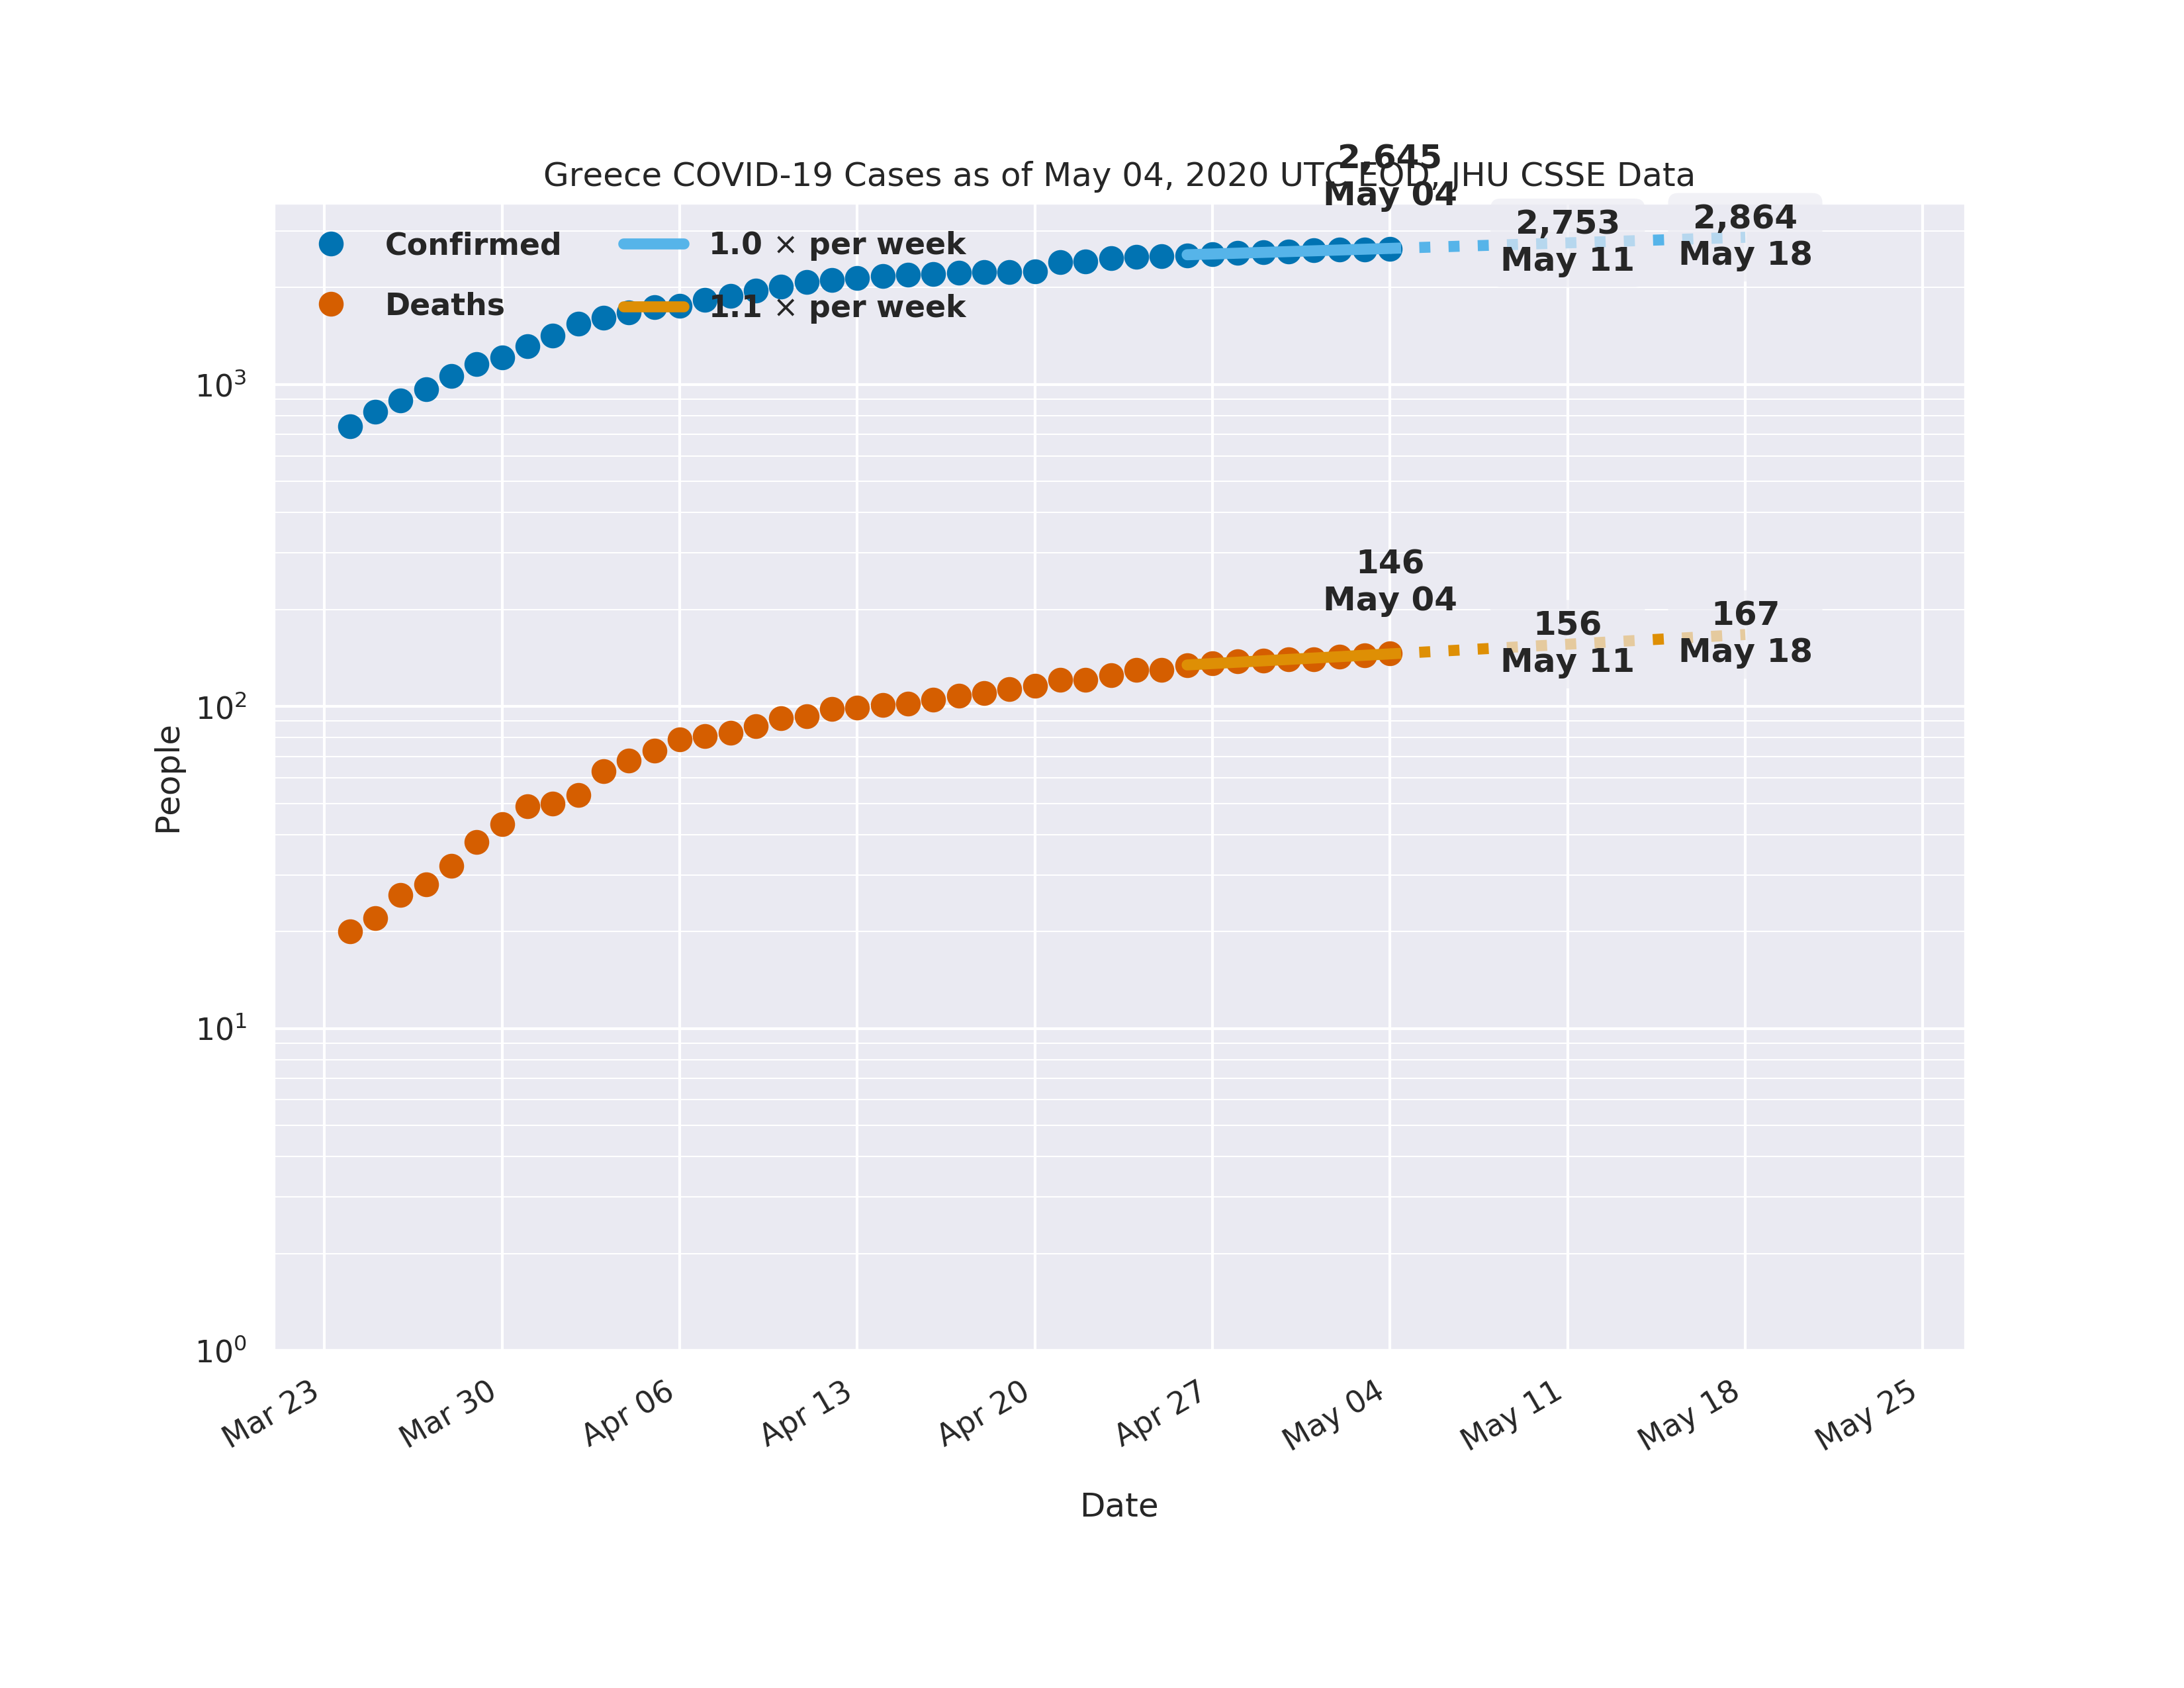 Greece COVID-19 Cases as of May 04, 2020 UTC EOD, JHU CSSE Data
2,645
May 04
2,753
May 11
2,864
May 18
Confirmed
1.0 × per week
Deaths
1.1 × per week
146
May 04
156
May 11
167
May 18
People
10³
10²
10¹
10⁰
Mar 23
Mar 30
Apr 06
Apr 13
Apr 20
Apr 27
May 04
May 11
May 18
May 25
Date